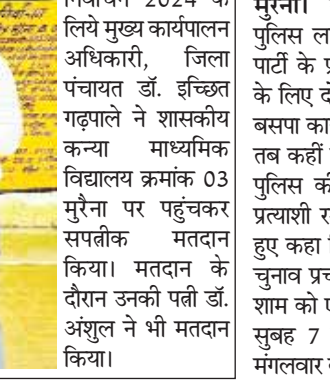 2024 के
लिये मुख्य कार्यपालन
अधिकारी, जिला
पंचायत डॉ. इच्छित
गढ़पाले ने शासकीय
कन्या माध्यमिक
विद्यालय क्रमांक 03
मुरैना पर पहुंचकर
सपत्नीक मतदान
किया। मतदान के
दौरान उनकी पत्नी डॉ.
अंशुल ने भी मतदान
किया।
मुरैना।
पुलिस
पार्टी के
के लिए
बसपा
तब कहीं
पुलिस
प्रत्याशी
हुए कहा
चुनाव
शाम को
सुबह 7
मंगलवार